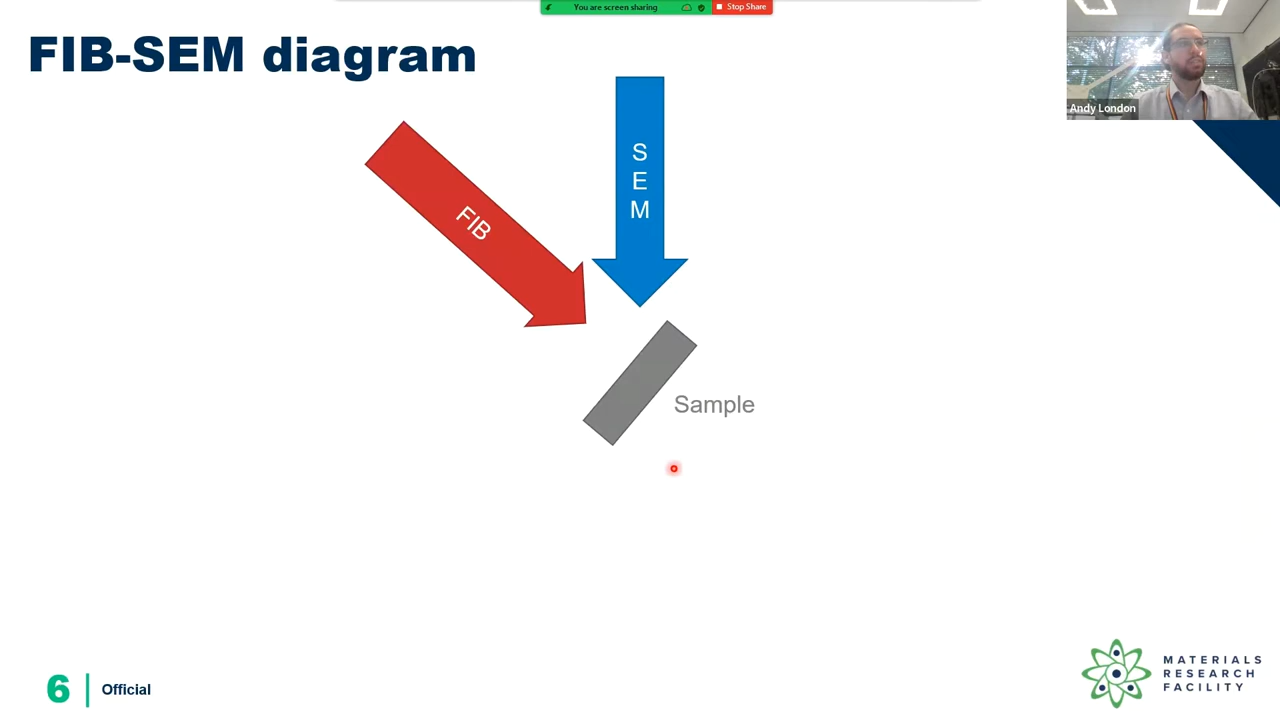 You are screen sharing
Stop Share
FIB-SEM diagram
Andy London
S
E
M
FIB
Sample
6
Official
MATERIALS
RESEARCH
FACILITY